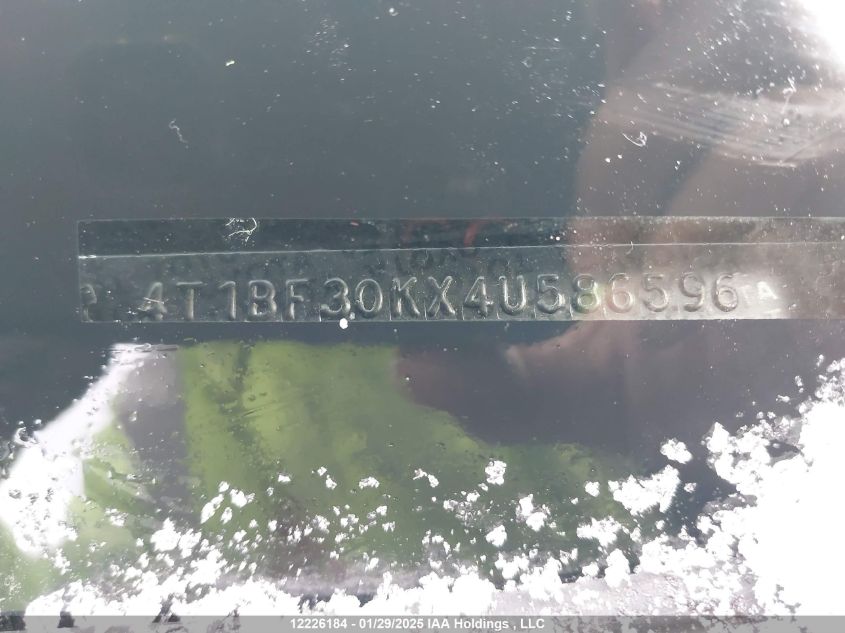 4T1BF30KX4U586596
12226184 - 01/29/2025 IAA Holdings , LLC